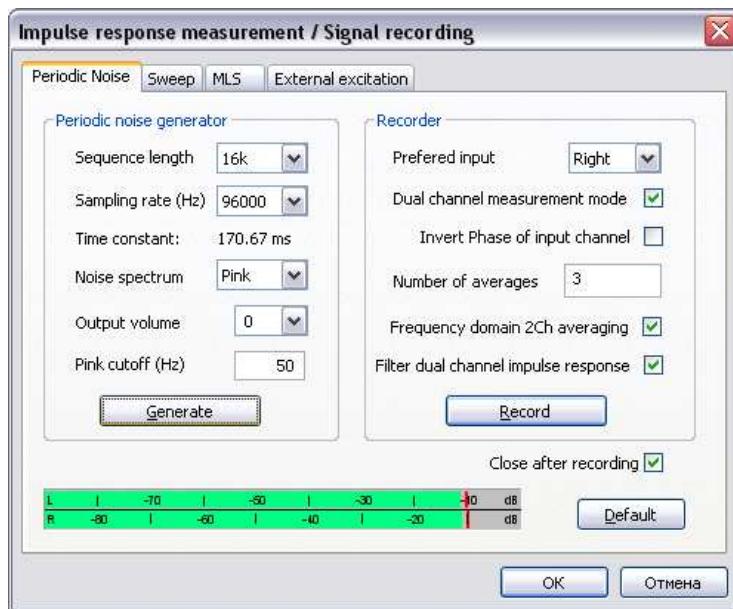 Impulse response measurement / Signal recording
Periodic Noise Sweep MLS External excitation
Periodic noise generator
Sequence length 16k
Sampling rate (Hz) 96000
Time constant: 170.67 ms
Noise spectrum Pink
Output volume 0
Pink cutoff (Hz) 50
Generate
Recorder
Prefered input Right
Dual channel measurement mode
Invert Phase of input channel
Number of averages 3
Frequency domain 2Ch averaging
Filter dual channel impulse response
Record
Close after recording
L -70 -50 -30 -10 dB
R -80 -60 -40 -20 dB
Default
OK Отмена